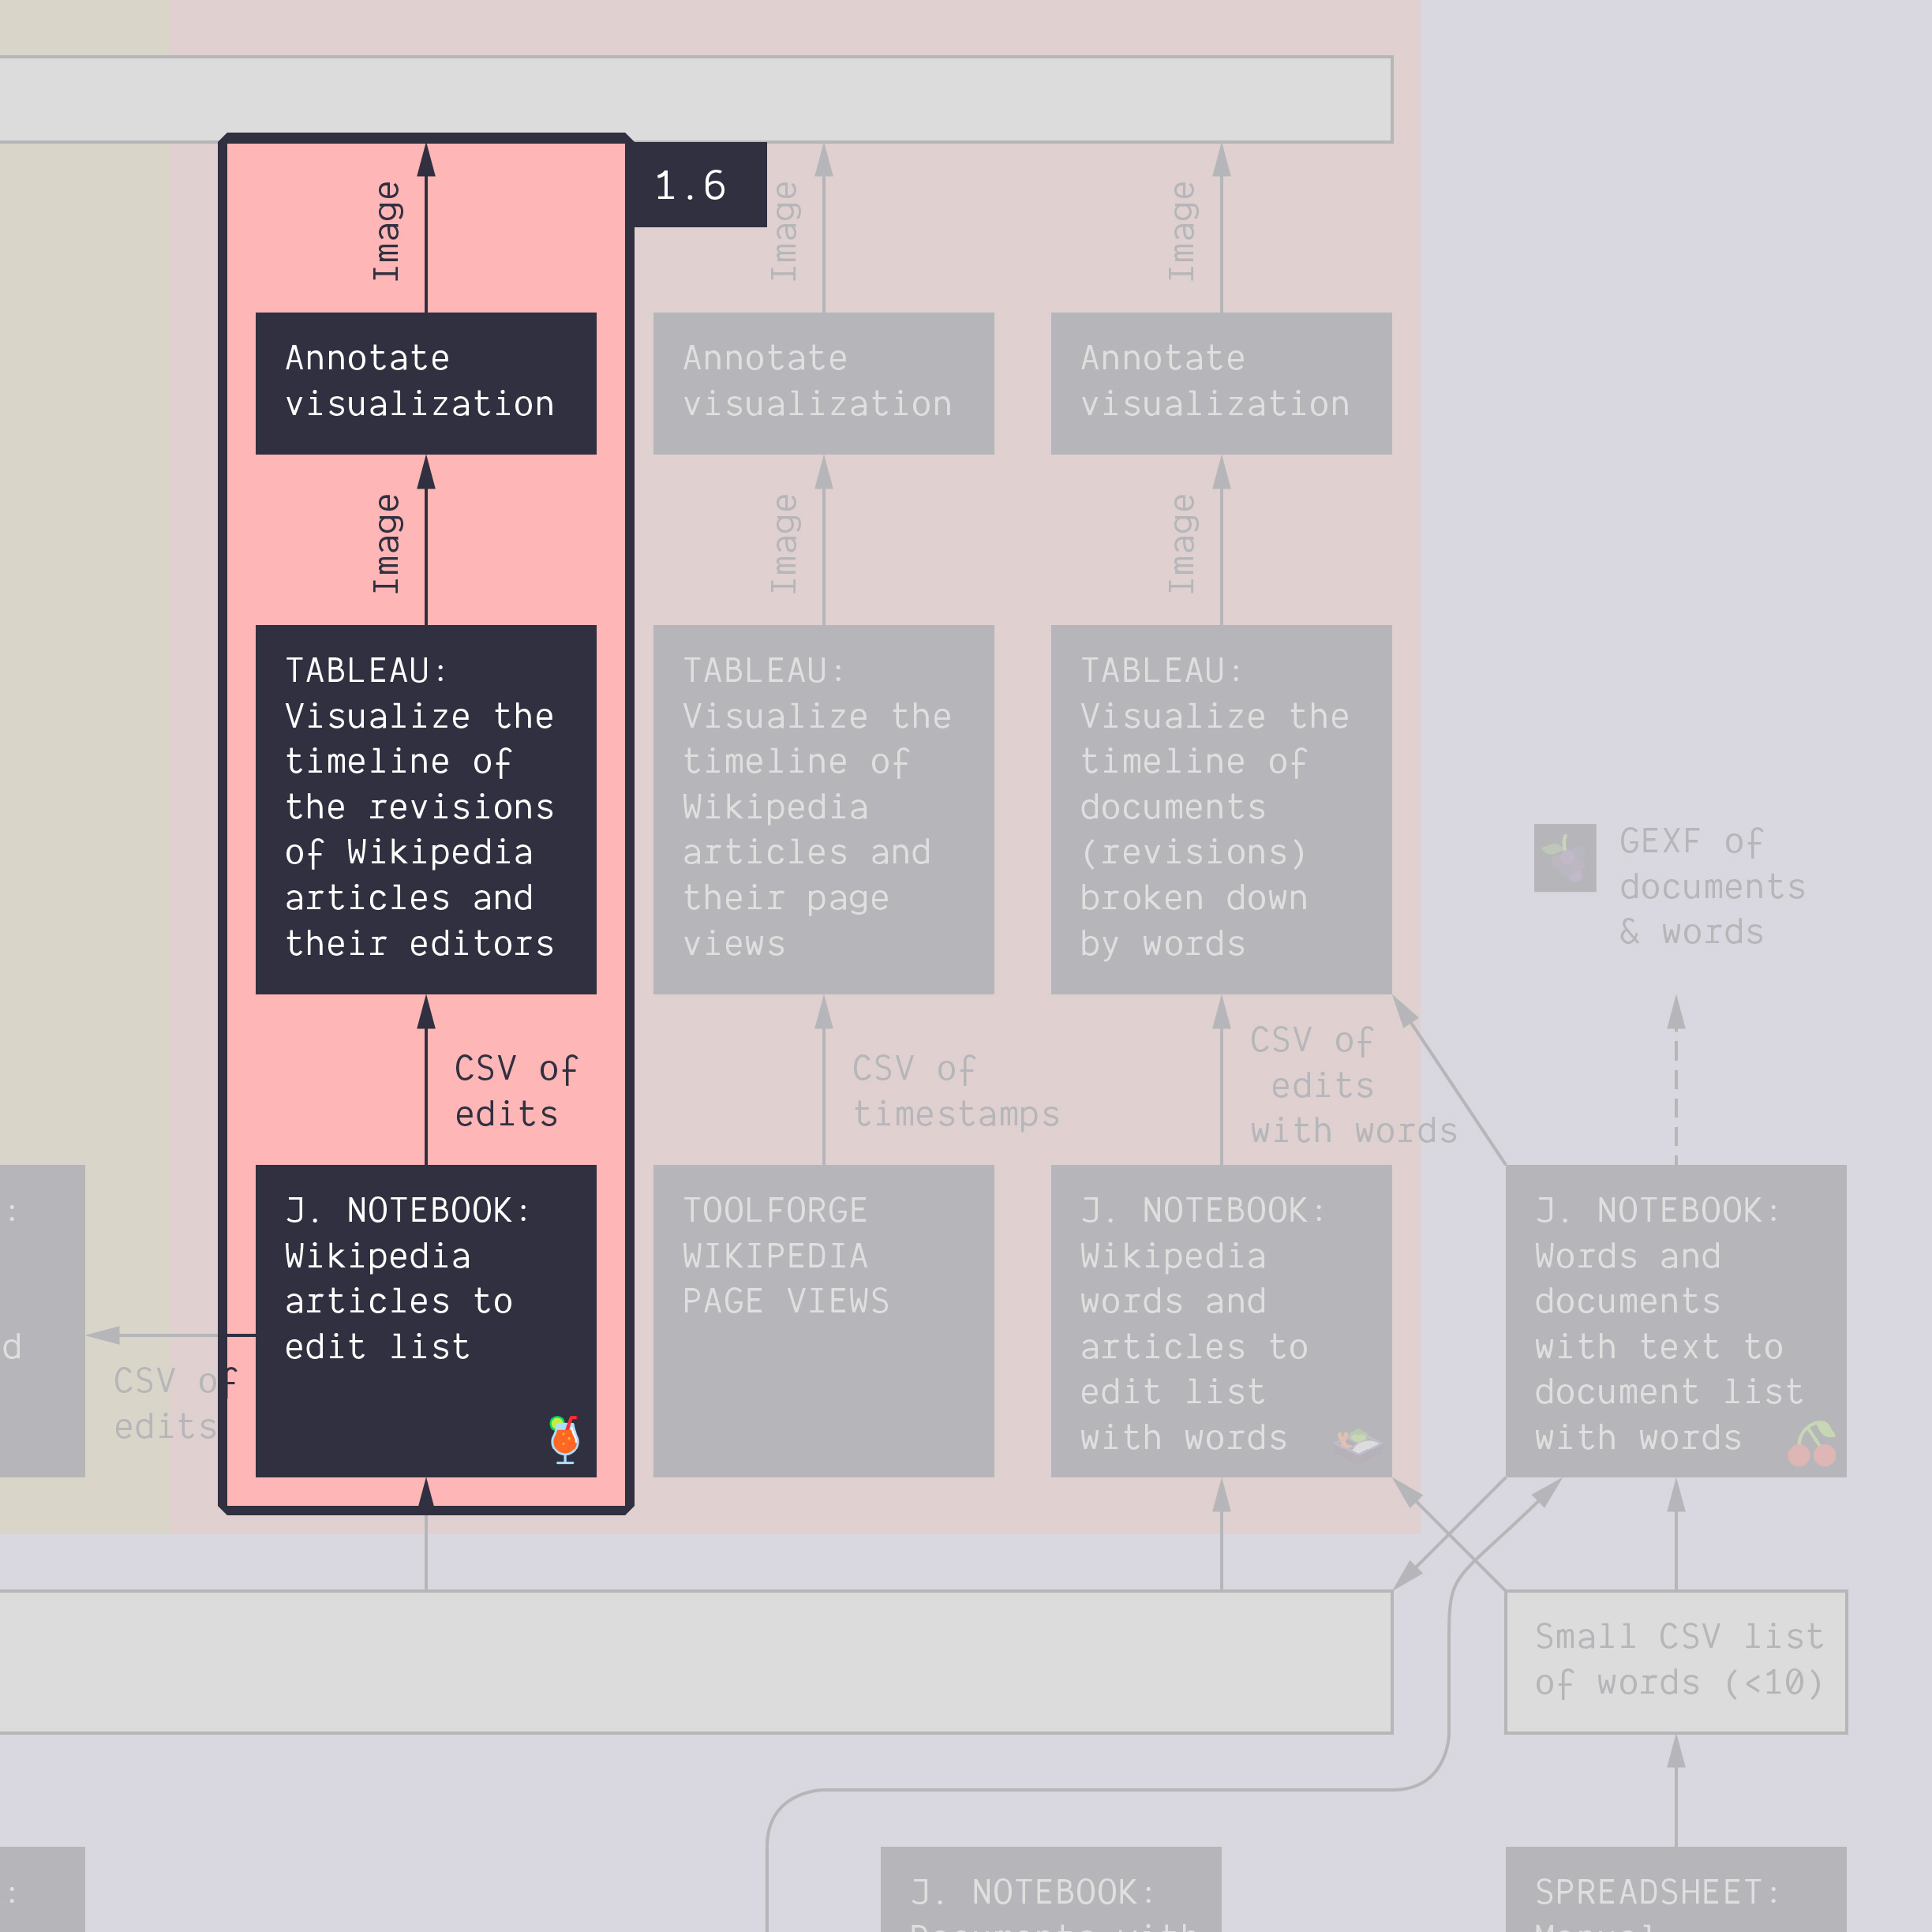 1.6
Image
Annotate
visualization
Image
TABLEAU:
Visualize the
timeline of
the revisions
of Wikipedia
articles and
their editors
CSV of
edits
J. NOTEBOOK:
Wikipedia
articles to
edit list
CSV of
edits
:
d
Image
Annotate
visualization
Image
TABLEAU:
Visualize the
timeline of
Wikipedia
articles and
their page
views
CSV of
timestamps
TOOLFORGE
WIKIPEDIA
PAGE VIEWS
Image
Annotate
visualization
Image
TABLEAU:
Visualize the
timeline of
documents
(revisions)
broken down
by words
CSV of
edits
with words
J. NOTEBOOK:
Wikipedia
words and
articles to
edit list
with words
GEXF of
documents
& words
J. NOTEBOOK:
Words and
documents
with text to
document list
with words
Small CSV list
of words (<10)
:
J. NOTEBOOK:
Documents with
SPREADSHEET:
Manual